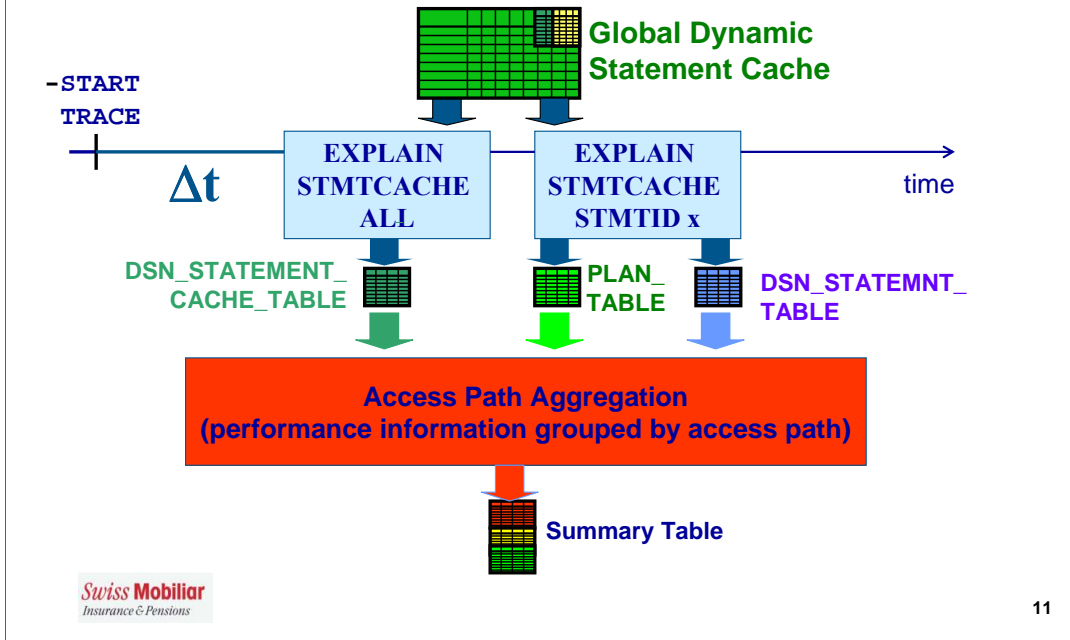 Global Dynamic
Statement Cache
-START
TRACE
Δt
EXPLAIN
STMTCACHE
ALL
EXPLAIN
STMTCACHE
STMTID x
time
DSN_STATEMENT_
CACHE_TABLE
PLAN_
TABLE
DSN_STATEMNT_
TABLE
Access Path Aggregation
(performance information grouped by access path)
Summary Table
Swiss Mobiliar
Insurance & Pensions
11